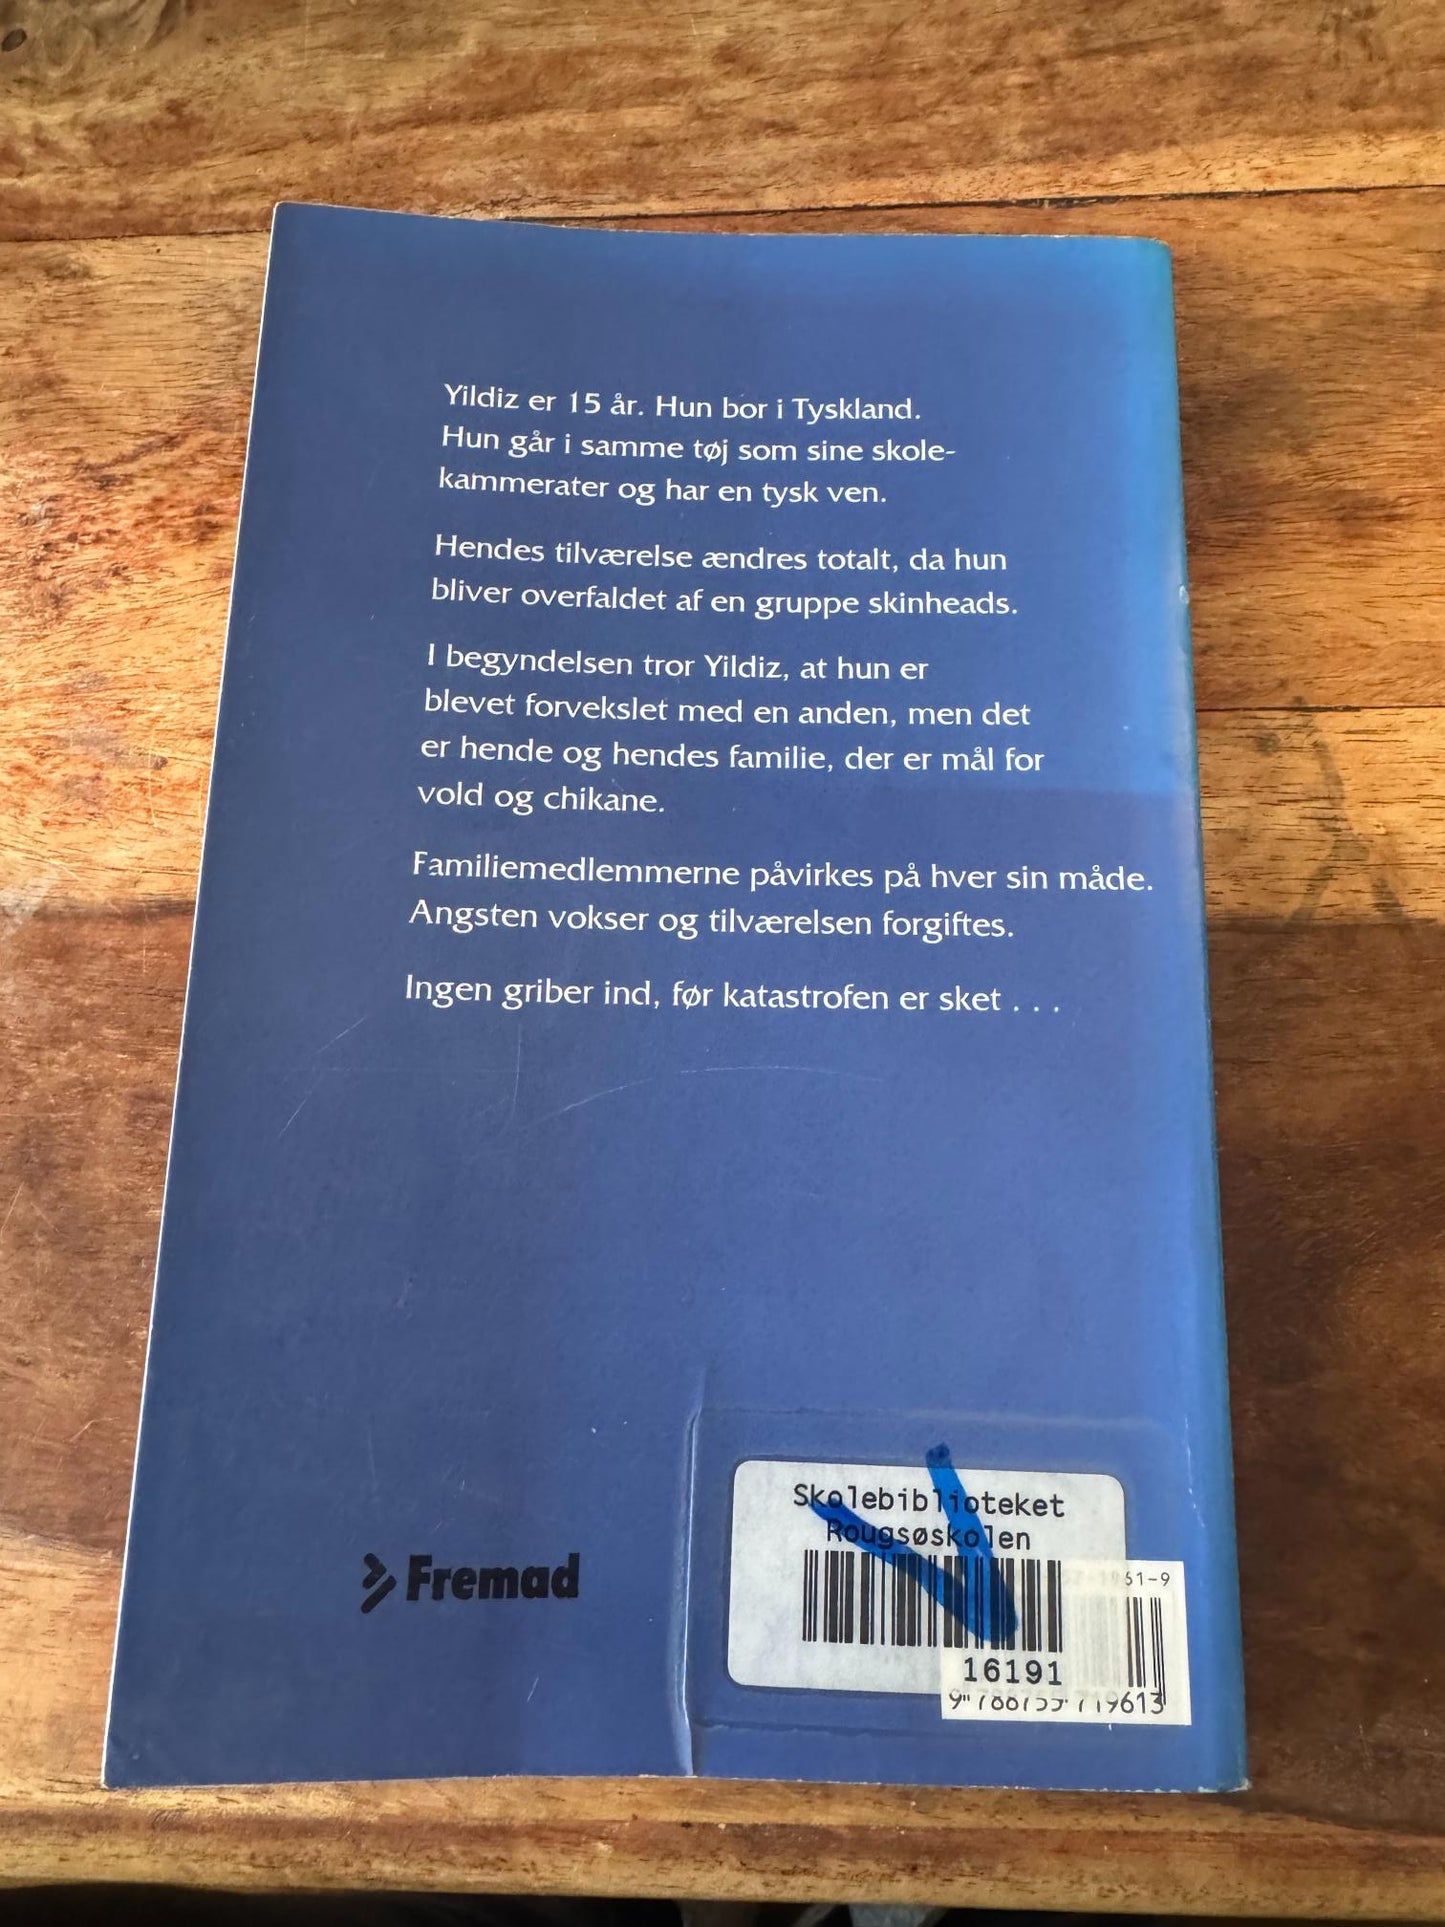 Yildiz er 15 år. Hun bor i Tyskland.
Hun går i samme tøj som sine skole-
kammerater og har en tysk ven.
Hendes tilværelse ændres totalt, da hun
bliver overfaldet af en gruppe skinheads.
I begyndelsen tror Yildiz, at hun er
blevet forvekslet med en anden, men det
er hende og hendes familie, der er mål for
vold og chikane.
Familiemedlemmerne påvirkes på hver sin måde.
Angsten vokser og tilværelsen forgiftes.
Ingen griber ind, før katastrofen er sket . . .
Fremad
Skolebiblioteket
Rougsøskolen
61-9
16191